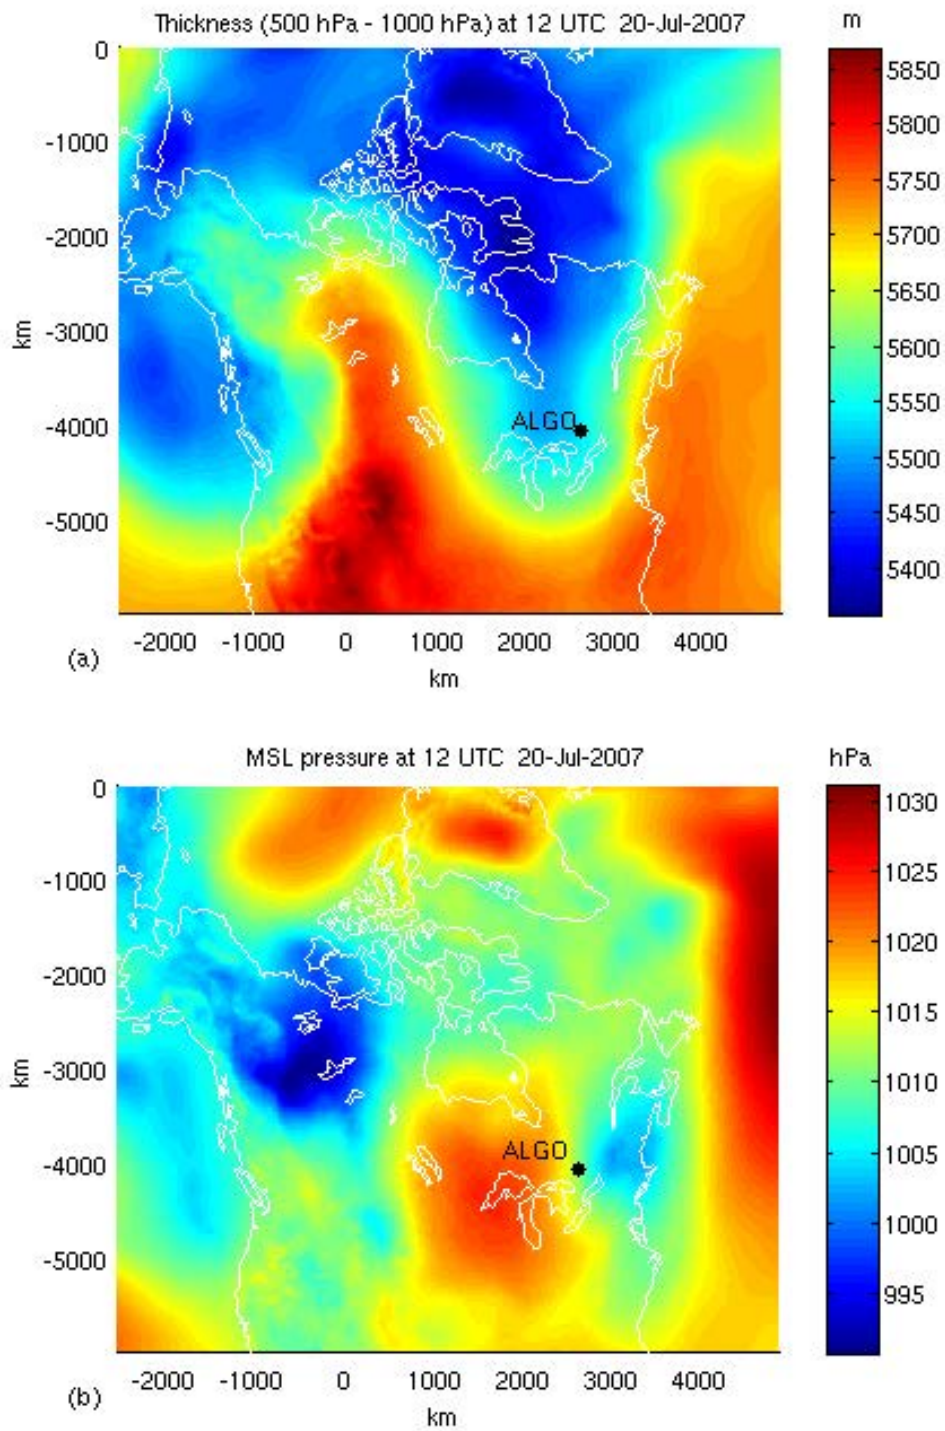 Thickness (500 hPa - 1000 hPa) at 12 UTC 20-Jul-2007
m
0
-1000
-2000
-3000
-4000
-5000
km
ALGO
5850
5800
5750
5700
5650
5600
5550
5500
5450
5400
-2000 -1000 0 1000 2000 3000 4000
(a)
km
MSL pressure at 12 UTC 20-Jul-2007
hPa
0
-1000
-2000
-3000
-4000
-5000
km
ALGO
1030
1025
1020
1015
1010
1005
1000
995
-2000 -1000 0 1000 2000 3000 4000
(b)
km